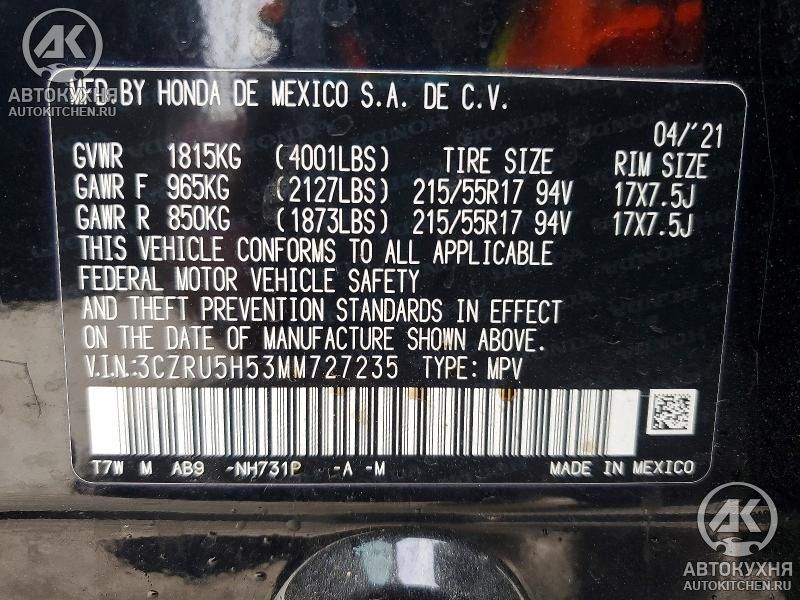 AK
АВТОКУХНЯ
AUTOKITCHEN.RU
MFD.BY HONDA DE MEXICO S.A. DE C.V.
04/'21
GVWR 1815KG (4001LBS) TIRE SIZE RIM SIZE
GAWR F 965KG (2127LBS) 215/55R17 94V 17X7.5J
GAWR R 850KG (1873LBS) 215/55R17 94V 17X7.5J
THIS VEHICLE CONFORMS TO ALL APPLICABLE
FEDERAL MOTOR VEHICLE SAFETY
AND THEFT PREVENTION STANDARDS IN EFFECT
ON THE DATE OF MANUFACTURE SHOWN ABOVE.
V.I.N.:3CZRU5H53MM727235 TYPE: MPV
T7W M AB9 -NH731P -A -M MADE IN MEXICO
AK
АВТОКУХНЯ
AUTOKITCHEN.RU